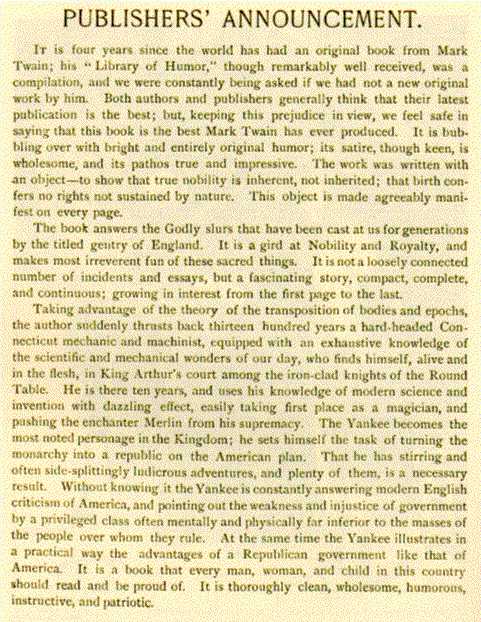 PUBLISHERS' ANNOUNCEMENT.
IT is four years since the world has had an original book from Mark
Twain; his "Library of Humor," though remarkably well received, was a
compilation, and we were constantly being asked if we had not a new original
work by him. Both authors and publishers generally think that their latest
publication is the best; but, keeping this prejudice in view, we feel safe in
saying that this book is the best Mark Twain has ever produced. It is bub-
bling over with bright and entirely original humor; its satire, though keen, is
wholesome, and its pathos true and impressive. The work was written with
an object—to show that true nobility is inherent, not inherited; that birth con-
fers no rights not sustained by nature. This object is made agreeably mani-
fest on every page.
The book answers the Godly slurs that have been cast at us for generations
by the titled gentry of England. It is a gird at Nobility and Royalty, and
makes most irreverent fun of these sacred things. It is not a loosely connected
number of incidents and essays, but a fascinating story, compact, complete,
and continuous; growing in interest from the first page to the last.
Taking advantage of the theory of the transposition of bodies and epochs,
the author suddenly thrusts back thirteen hundred years a hard-headed Con-
necticut mechanic and machinist, equipped with an exhaustive knowledge of
the scientific and mechanical wonders of our day, who finds himself, alive and
in the flesh, in King Arthur's court among the iron-clad knights of the Round
Table. He is there ten years, and uses his knowledge of modern science and
invention with dazzling effect, easily taking first place as a magician, and
pushing the enchanter Merlin from his supremacy. The Yankee becomes the
most noted personage in the Kingdom; he sets himself the task of turning the
monarchy into a republic on the American plan. That he has stirring and
often side-splittingly ludicrous adventures, and plenty of them, is a necessary
result. Without knowing it the Yankee is constantly answering modern English
criticism of America, and pointing out the weakness and injustice of government
by a privileged class often mentally and physically far inferior to the masses of
the people over whom they rule. At the same time the Yankee illustrates in
a practical way the advantages of a Republican government like that of
America. It is a book that every man, woman, and child in this country
should read and be proud of. It is thoroughly clean, wholesome, humorous,
instructive, and patriotic.